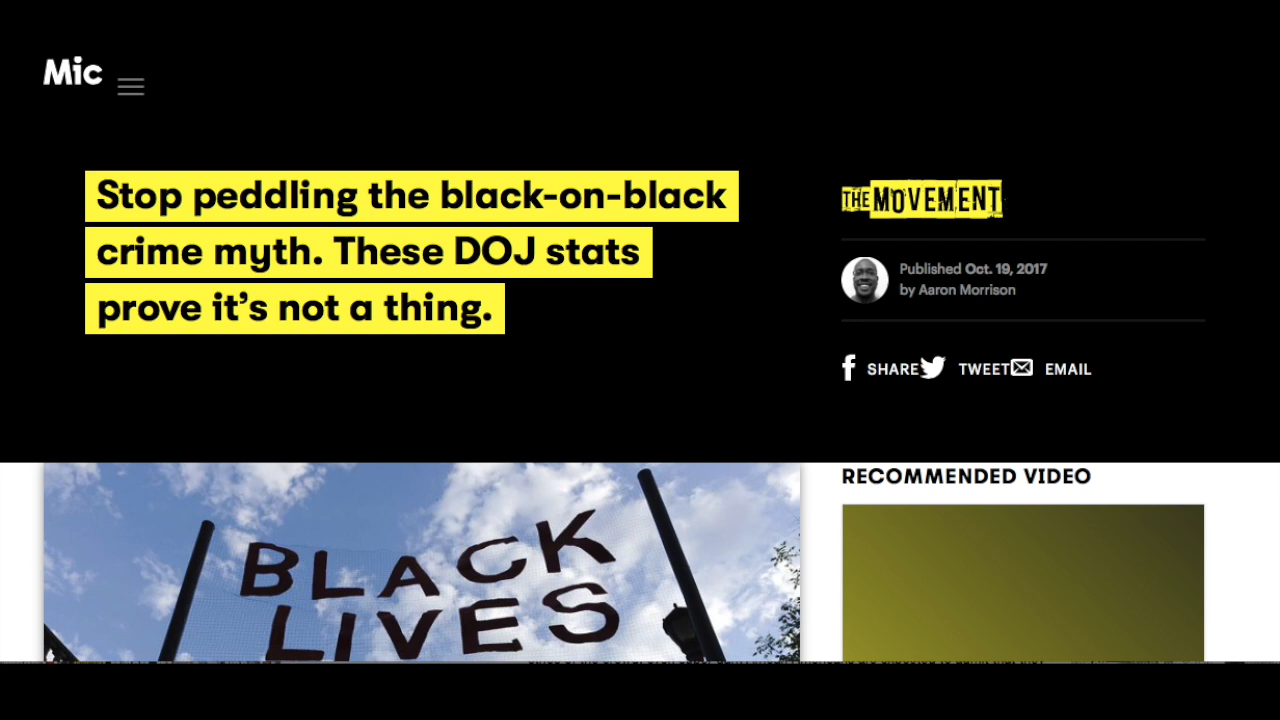 Mic
Stop peddling the black-on-black
crime myth. These DOJ stats
prove it’s not a thing.
THE MOVEMENT
Published Oct. 19, 2017
by Aaron Morrison
SHARE TWEET EMAIL
RECOMMENDED VIDEO
BLACK
LIVES